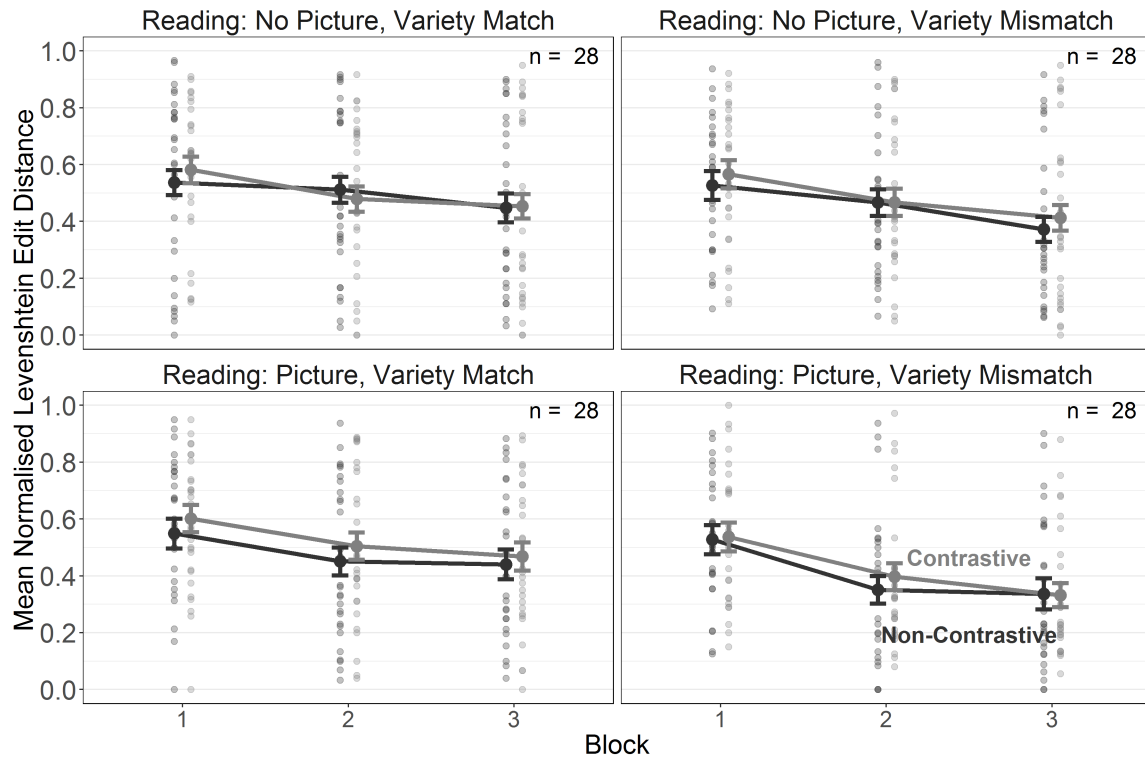 Reading: No Picture, Variety Match
Reading: No Picture, Variety Mismatch
Mean Normalised Levenshtein Edit Distance
1.0
0.8
0.6
0.4
0.2
0.0
n = 28
n = 28
Reading: Picture, Variety Match
Reading: Picture, Variety Mismatch
1.0
0.8
0.6
0.4
0.2
0.0
n = 28
n = 28
Contrastive
Non-Contrastive
1 2 3
1 2 3
Block